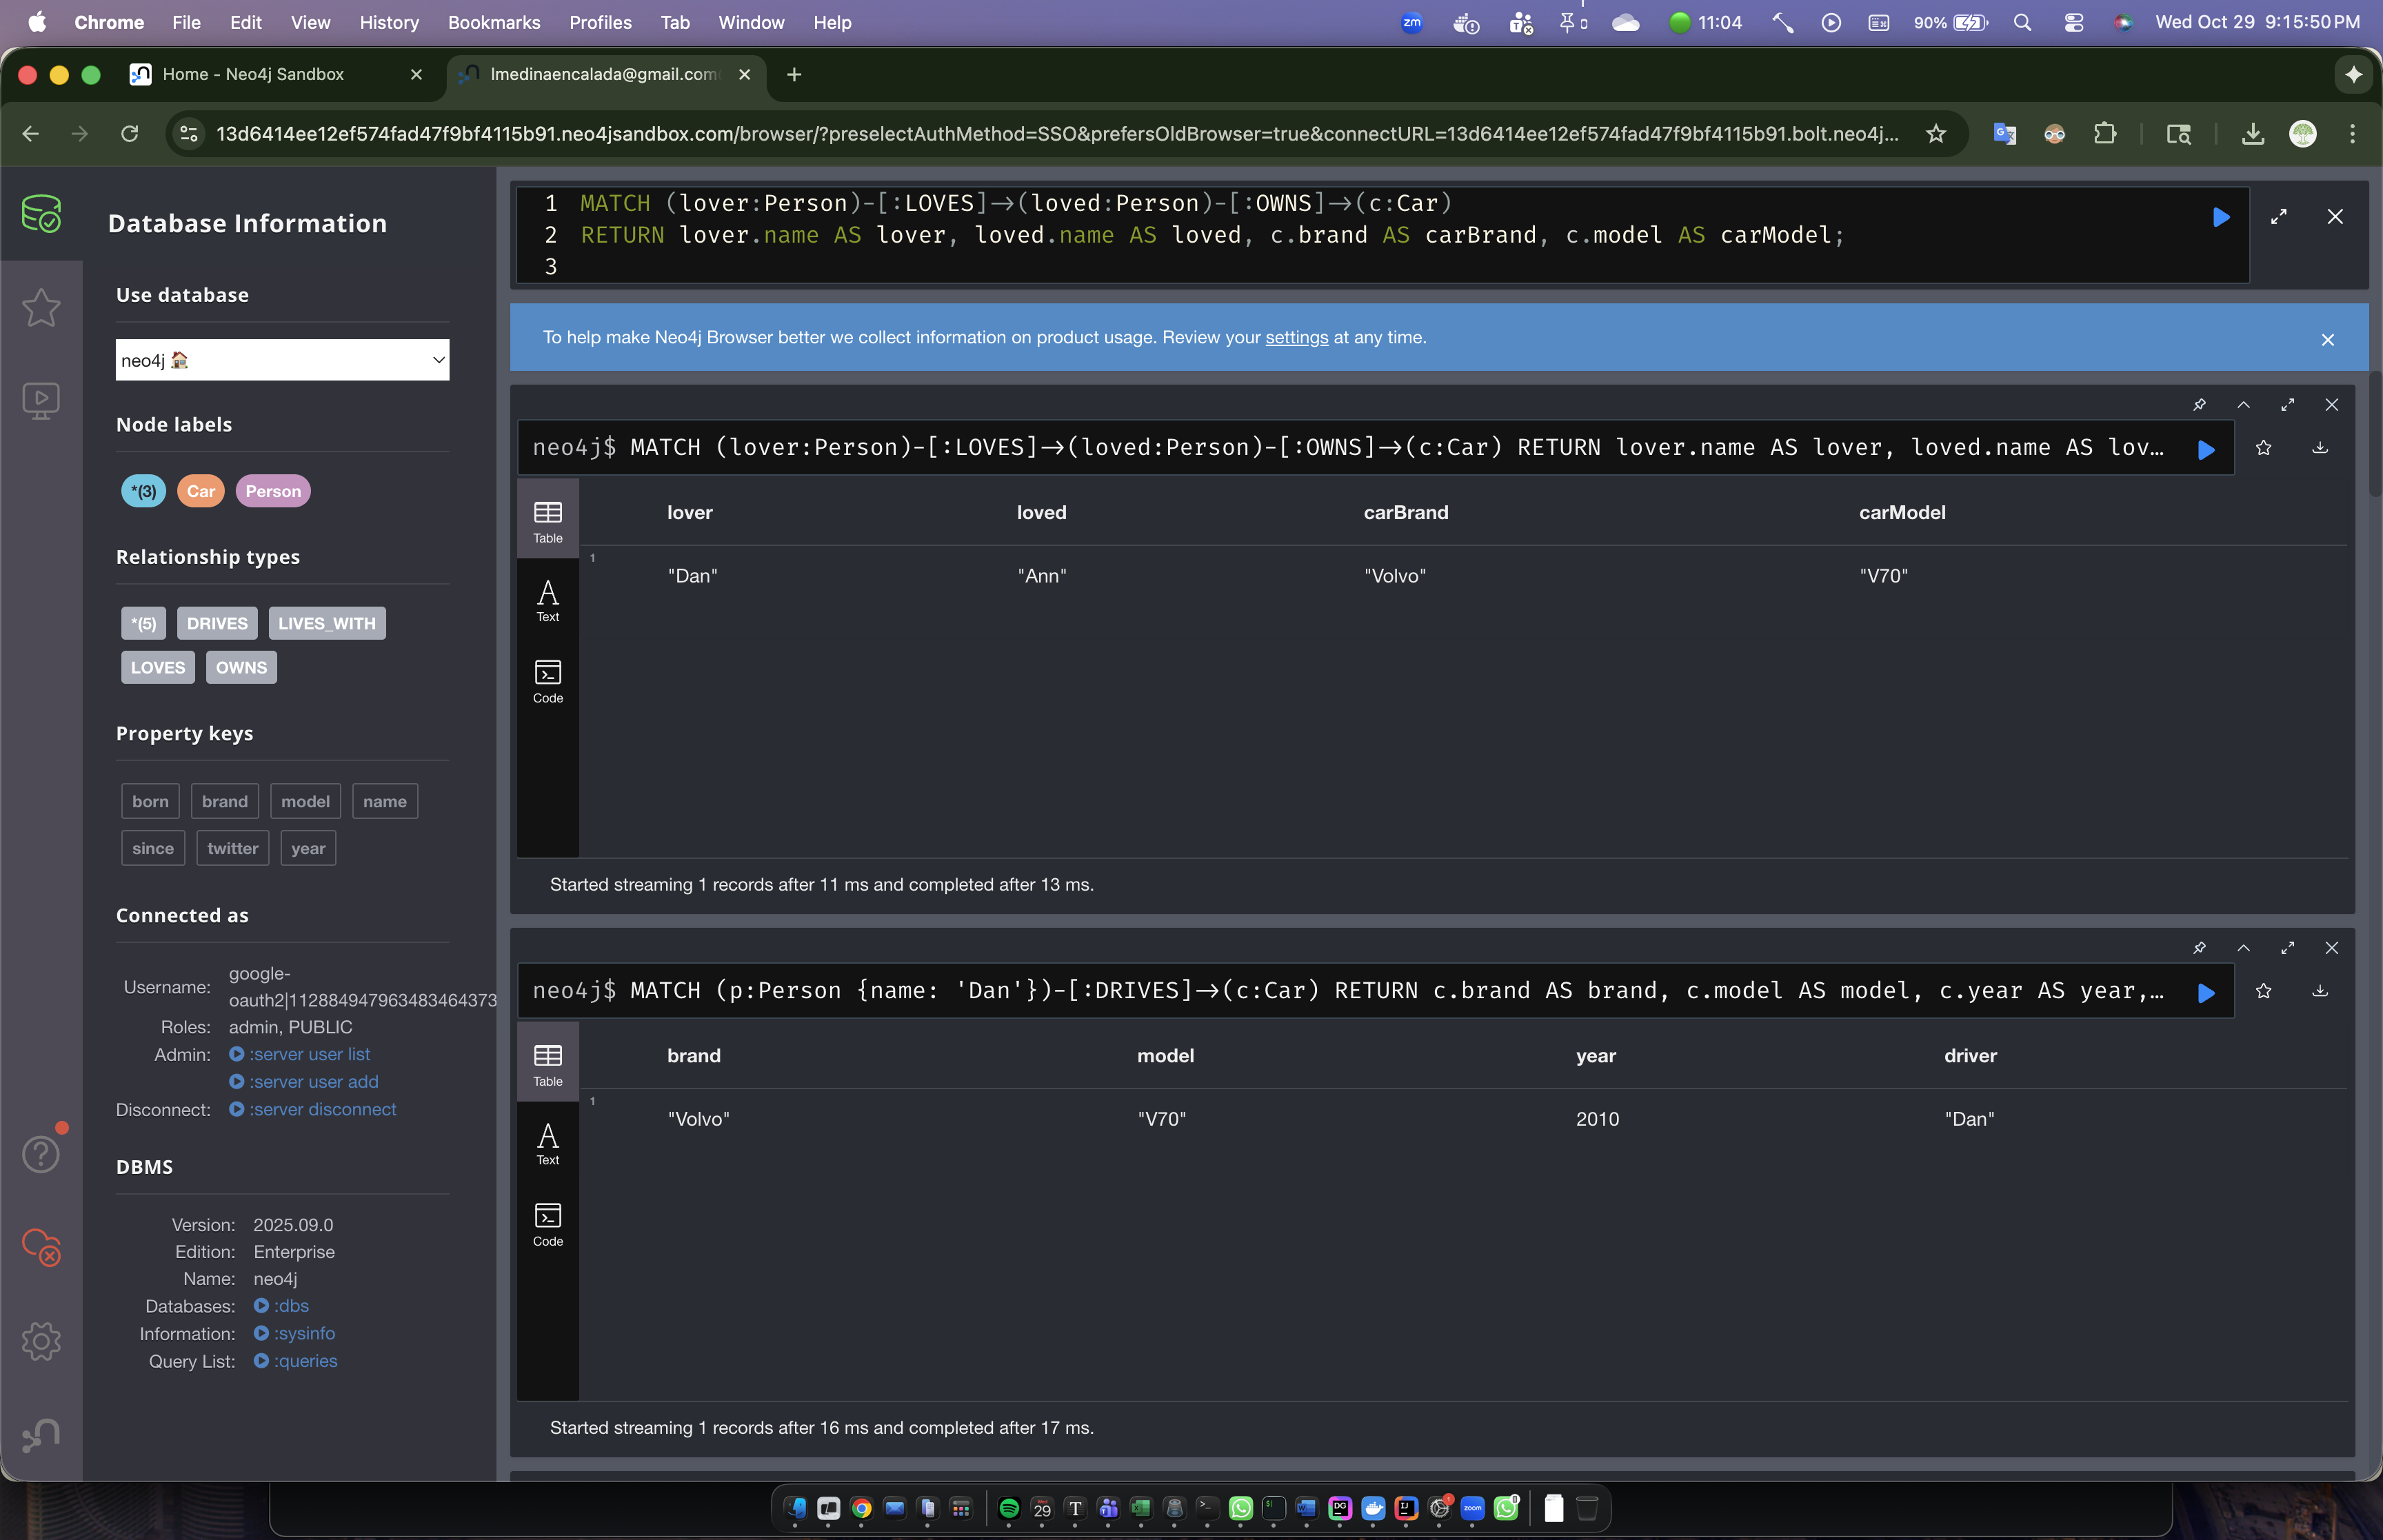 Chrome File Edit View History Bookmarks Profiles Tab Window Help
zm 11:04 90% Wed Oct 29 9:15:50 PM
Home - Neo4j Sandbox
lmedinaencalada@gmail.com
13d6414ee12ef574fad47f9bf4115b91.neo4jsandbox.com/browser/?preselectAuthMethod=SSO&prefersOldBrowser=true&connectURL=13d6414ee12ef574fad47f9bf4115b91.bolt.neo4j...
Database Information
Use database
neo4j
Node labels
*(3) Car Person
Relationship types
*(5) DRIVES LIVES_WITH
LOVES OWNS
Property keys
born brand model name
since twitter year
Connected as
Username: google-
oauth2|112884947963483464373
Roles: admin, PUBLIC
Admin: :server user list
:server user add
Disconnect: :server disconnect
DBMS
Version: 2025.09.0
Edition: Enterprise
Name: neo4j
Databases: :dbs
Information: :sysinfo
Query List: :queries
1 MATCH (lover:Person)-[:LOVES]->(loved:Person)-[:OWNS]->(c:Car)
2 RETURN lover.name AS lover, loved.name AS loved, c.brand AS carBrand, c.model AS carModel;
3
To help make Neo4j Browser better we collect information on product usage. Review your settings at any time.
neo4j$ MATCH (lover:Person)-[:LOVES]->(loved:Person)-[:OWNS]->(c:Car) RETURN lover.name AS lover, loved.name AS lov...
Table
Text
Code
lover loved carBrand carModel
1
"Dan" "Ann" "Volvo" "V70"
Started streaming 1 records after 11 ms and completed after 13 ms.
neo4j$ MATCH (p:Person {name: 'Dan'})-[:DRIVES]->(c:Car) RETURN c.brand AS brand, c.model AS model, c.year AS year,...
Table
Text
Code
brand model year driver
1
"Volvo" "V70" 2010 "Dan"
Started streaming 1 records after 16 ms and completed after 17 ms.
29 T DG IJ zoom